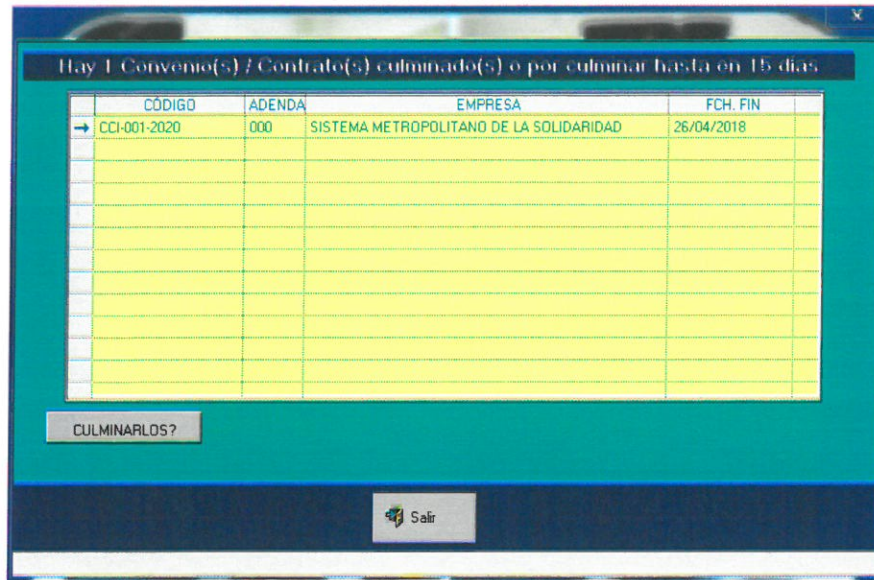 Hay 1 Convenio(s) / Contrato(s) culminado(s) o por culminar hasta en 15 días
CÓDIGO ADENDA EMPRESA FCH. FIN
CCI-001-2020 000 SISTEMA METROPOLITANO DE LA SOLIDARIDAD 26/04/2018
CULMINARLOS?
Salir